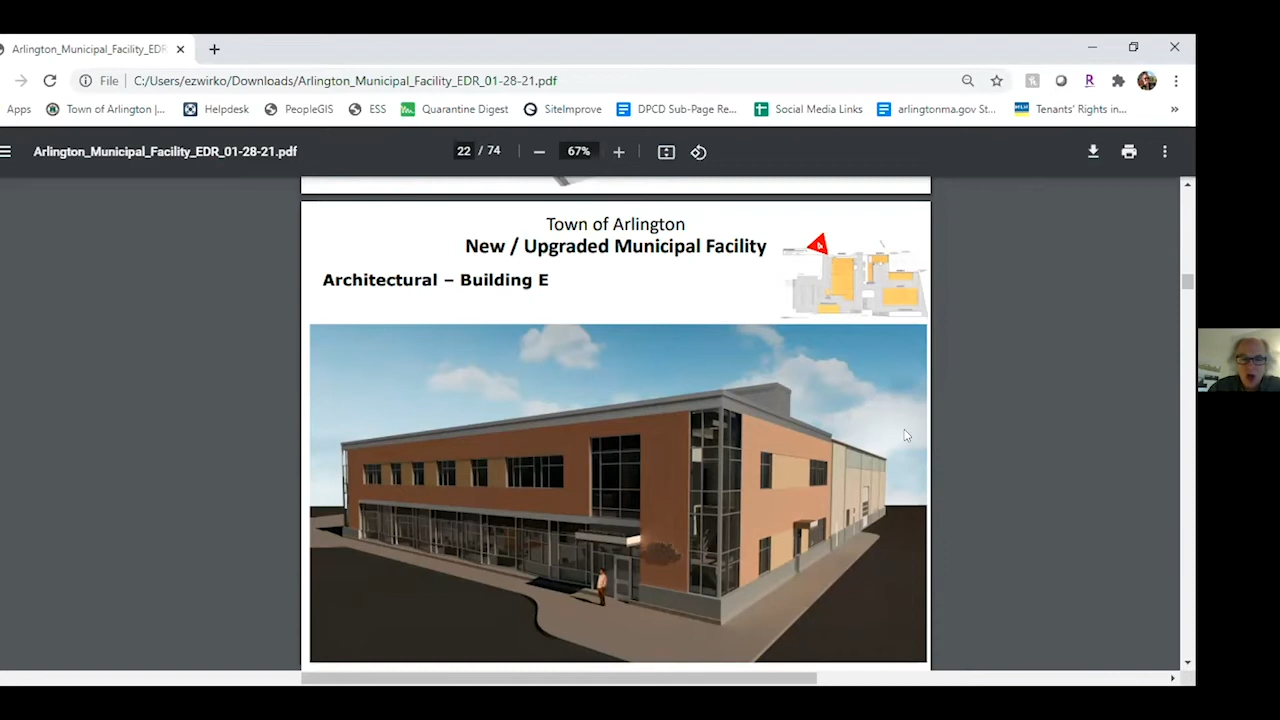 Arlington_Municipal_Facility_EDR
File C:/Users/ezwirko/Downloads/Arlington_Municipal_Facility_EDR_01-28-21.pdf
Apps Town of Arlington |... Helpdesk PeopleGIS ESS Quarantine Digest SiteImprove DPCD Sub-Page Re... Social Media Links arlingtonma.gov St... Tenants' Rights in... »
Arlington_Municipal_Facility_EDR_01-28-21.pdf 22 / 74 67%
Town of Arlington
New / Upgraded Municipal Facility
Architectural – Building E